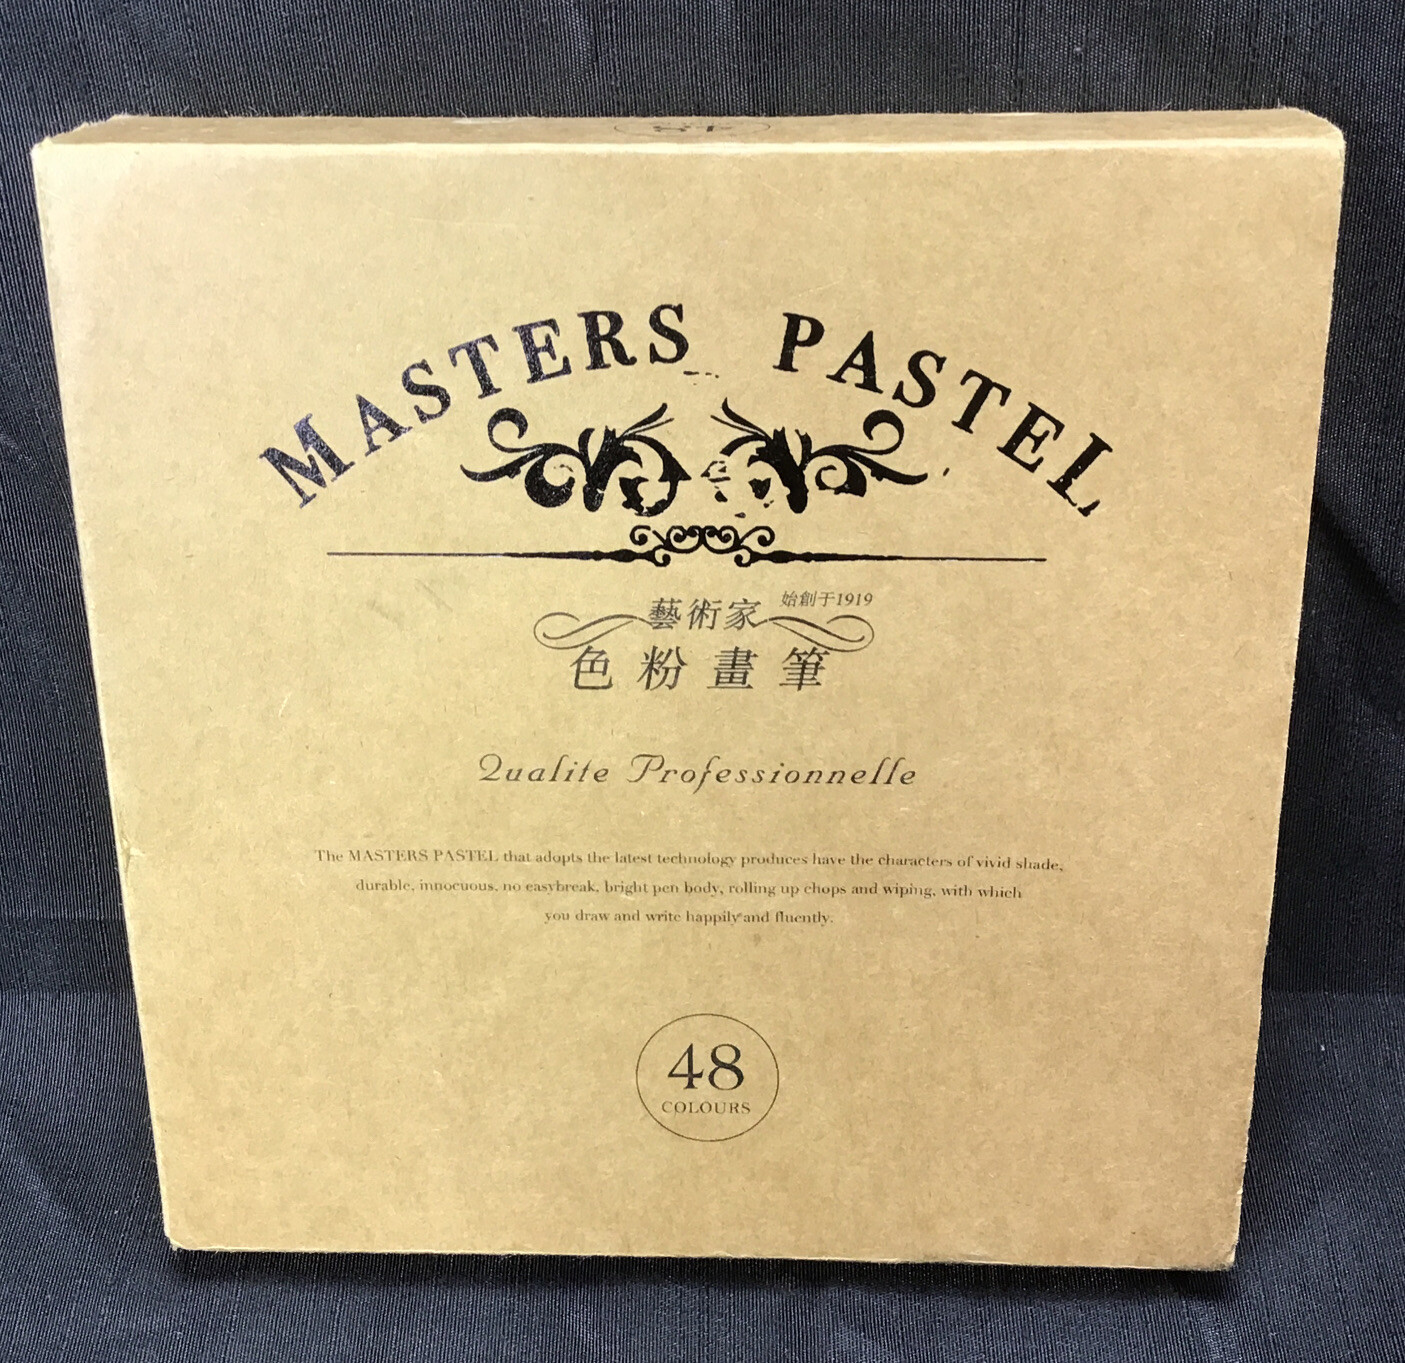 MASTERS PASTEL
始創于1919
藝術家
色粉畫筆
Qualite Professionnelle
The MASTERS PASTEL that adopts the latest technology produces have the characters of vivid shade,
durable, innocuous, no easybreak, bright pen body, rolling up chops and wiping, with which
you draw and write happily and fluently.
48
COLOURS